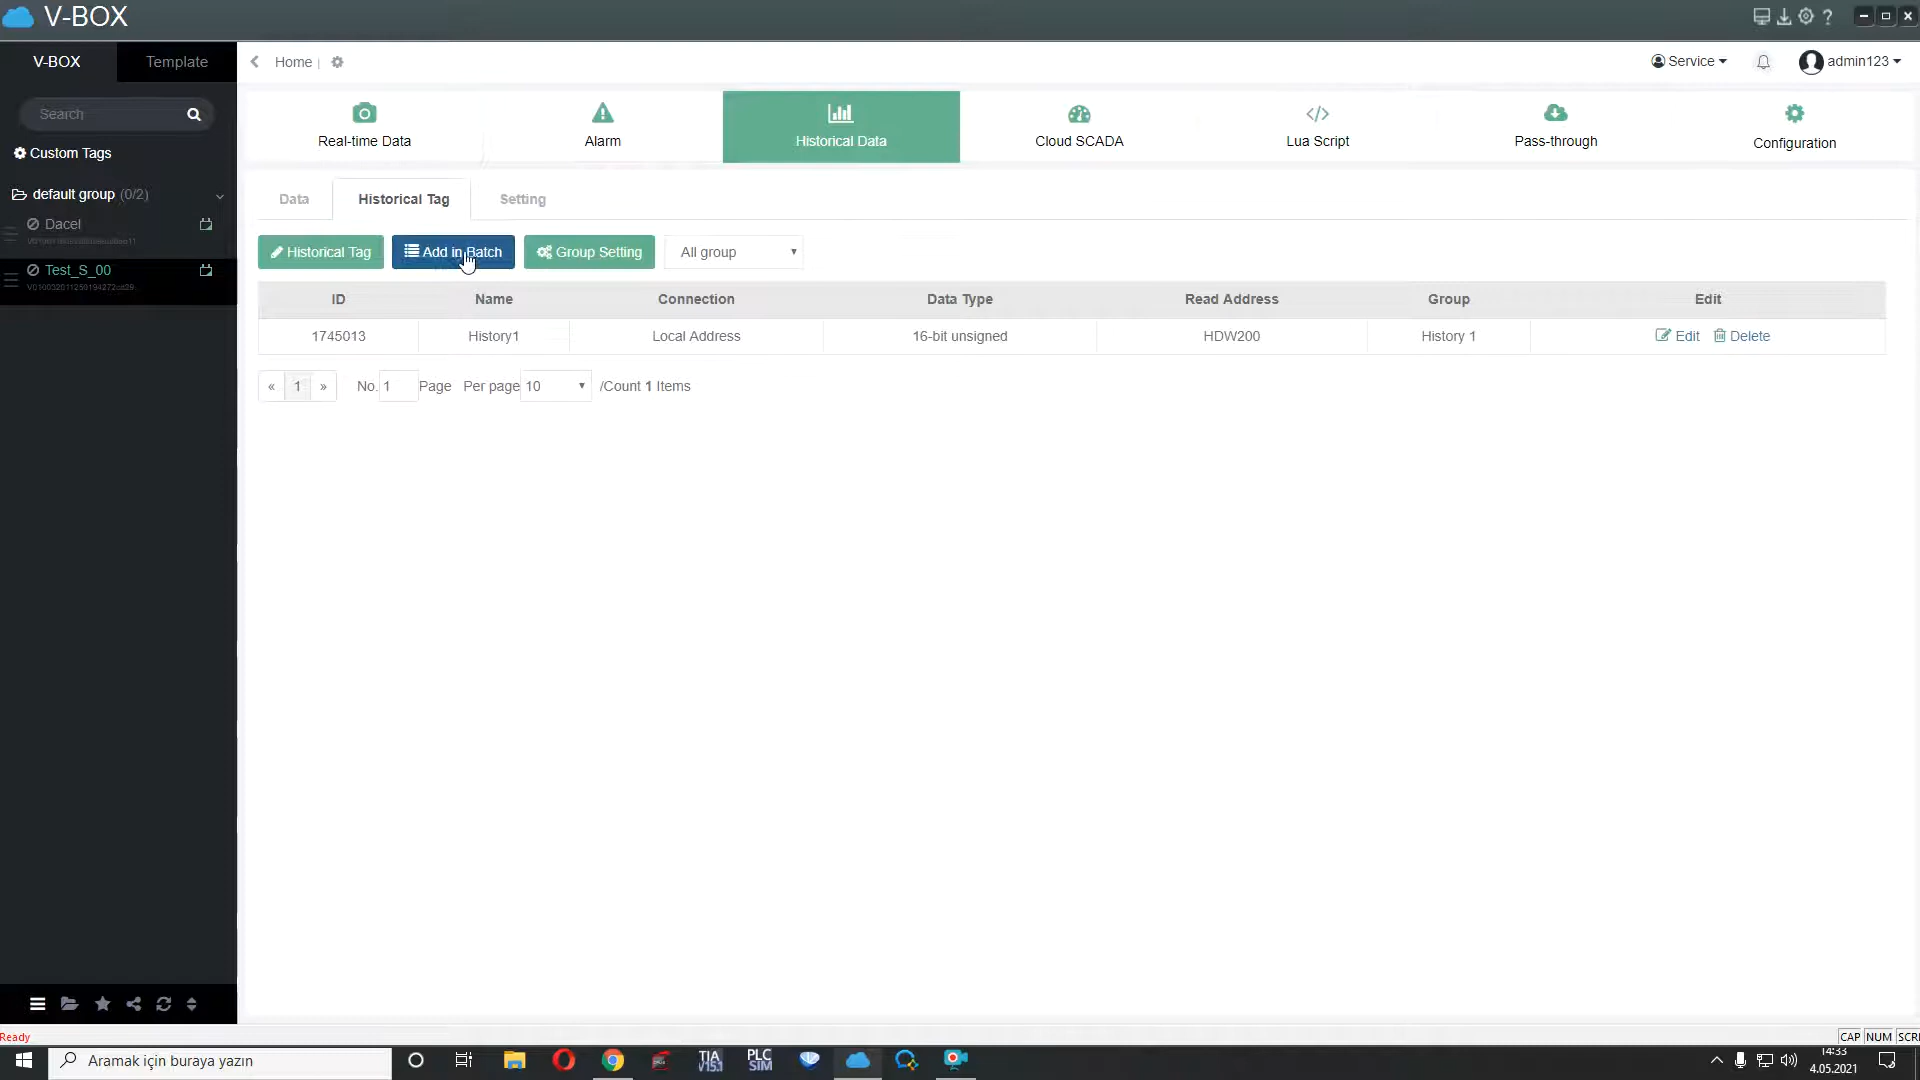 V-BOX
V-BOX Template
Home | Service admin123
Search
Custom Tags
default group (0/2)
Dacel
Test_S_00
Real-time Data Alarm Historical Data Cloud SCADA Lua Script Pass-through Configuration
Data Historical Tag Setting
Historical Tag Add in Batch Group Setting All group
ID Name Connection Data Type Read Address Group Edit
1745013 History1 Local Address 16-bit unsigned HDW200 History 1 Edit Delete
« 1 » No. 1 Page Per page 10 /Count 1 Items
Ready CAP NUM SCRL
Aramak için buraya yazın TIA V15.1 PLC SIM 14:33
4.05.2021